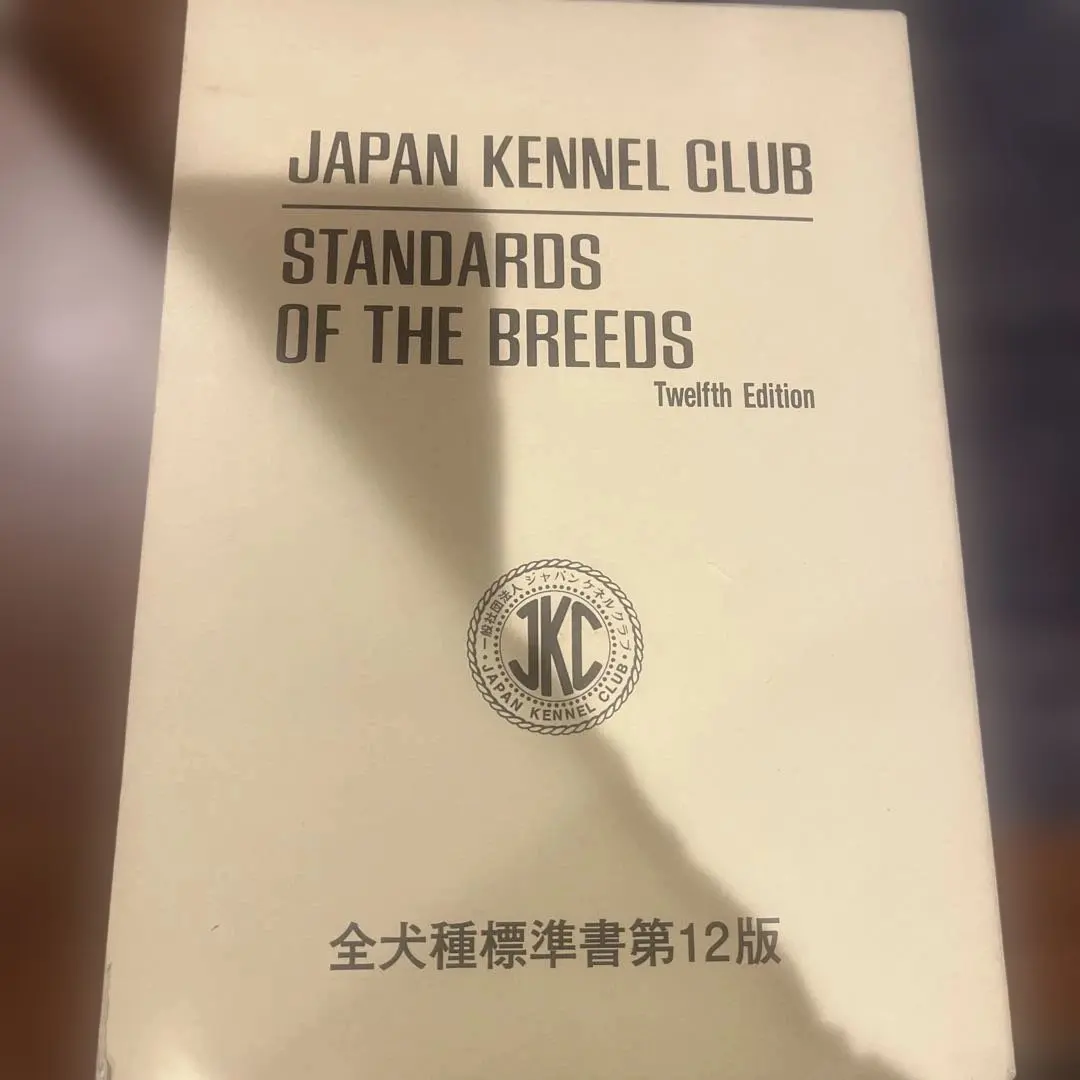 JAPAN KENNEL CLUB
STANDARDS
OF THE BREEDS
Twelfth Edition
一般社団法人 ジャパンケネルクラブ
JKC
JAPAN KENNEL CLUB
全犬種標準書第12版